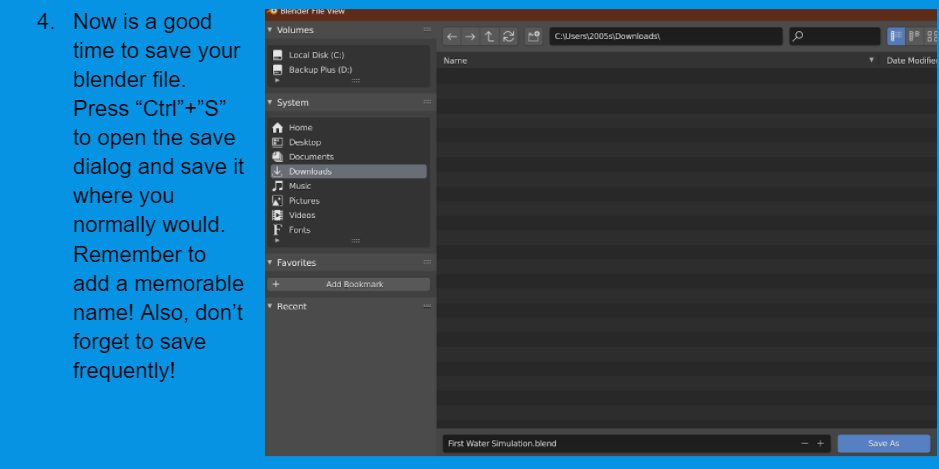 4. Now is a good
time to save your
blender file.
Press “Ctrl”+”S”
to open the save
dialog and save it
where you
normally would.
Remember to
add a memorable
name! Also, don’t
forget to save
frequently!
Blender File View
Volumes
Local Disk (C:)
Backup Plus (D:)
System
Home
Desktop
Documents
Downloads
Music
Pictures
Videos
Fonts
Favorites
+ Add Bookmark
Recent
C:\Users\2005s\Downloads\
Name
Date Modified
First Water Simulation.blend
− +
Save As